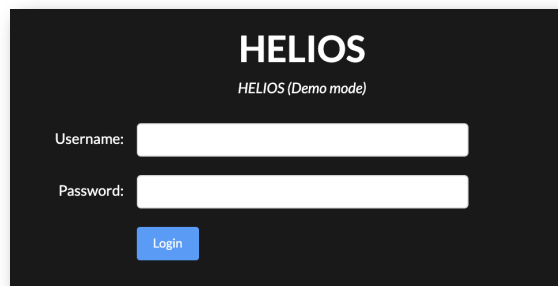 HELIOS
HELIOS (Demo mode)
Username:
Password:
Login